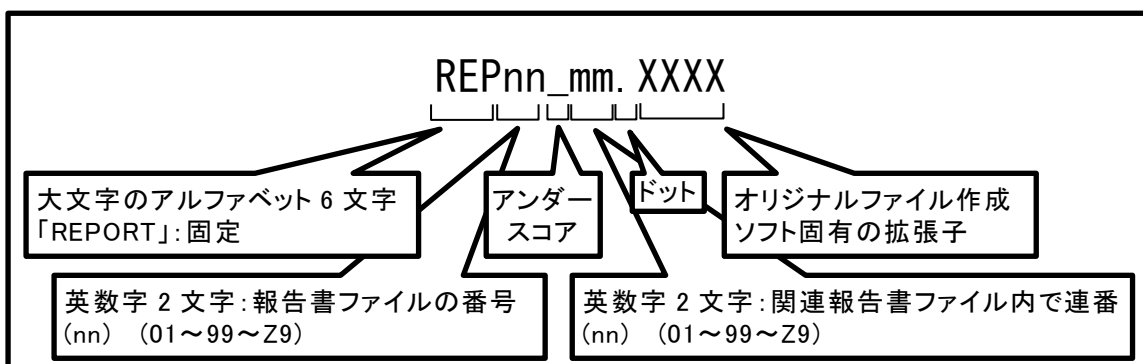 REPnn_mm.XXXX
大文字のアルファベット 6 文字
「REPORT」:固定
アンダー
スコア
ドット
オリジナルファイル作成
ソフト固有の拡張子
英数字 2 文字:報告書ファイルの番号
(nn) (01～99～Z9)
英数字 2 文字:関連報告書ファイル内で連番
(nn) (01～99～Z9)